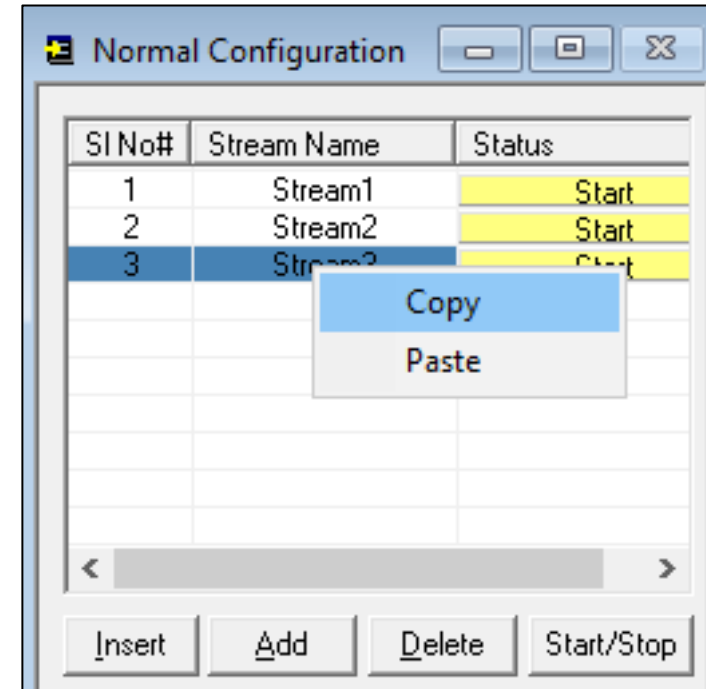 Normal Configuration
Sl No# Stream Name Status
1 Stream1 Start
2 Stream2 Start
3
Copy
Paste
Insert Add Delete Start/Stop